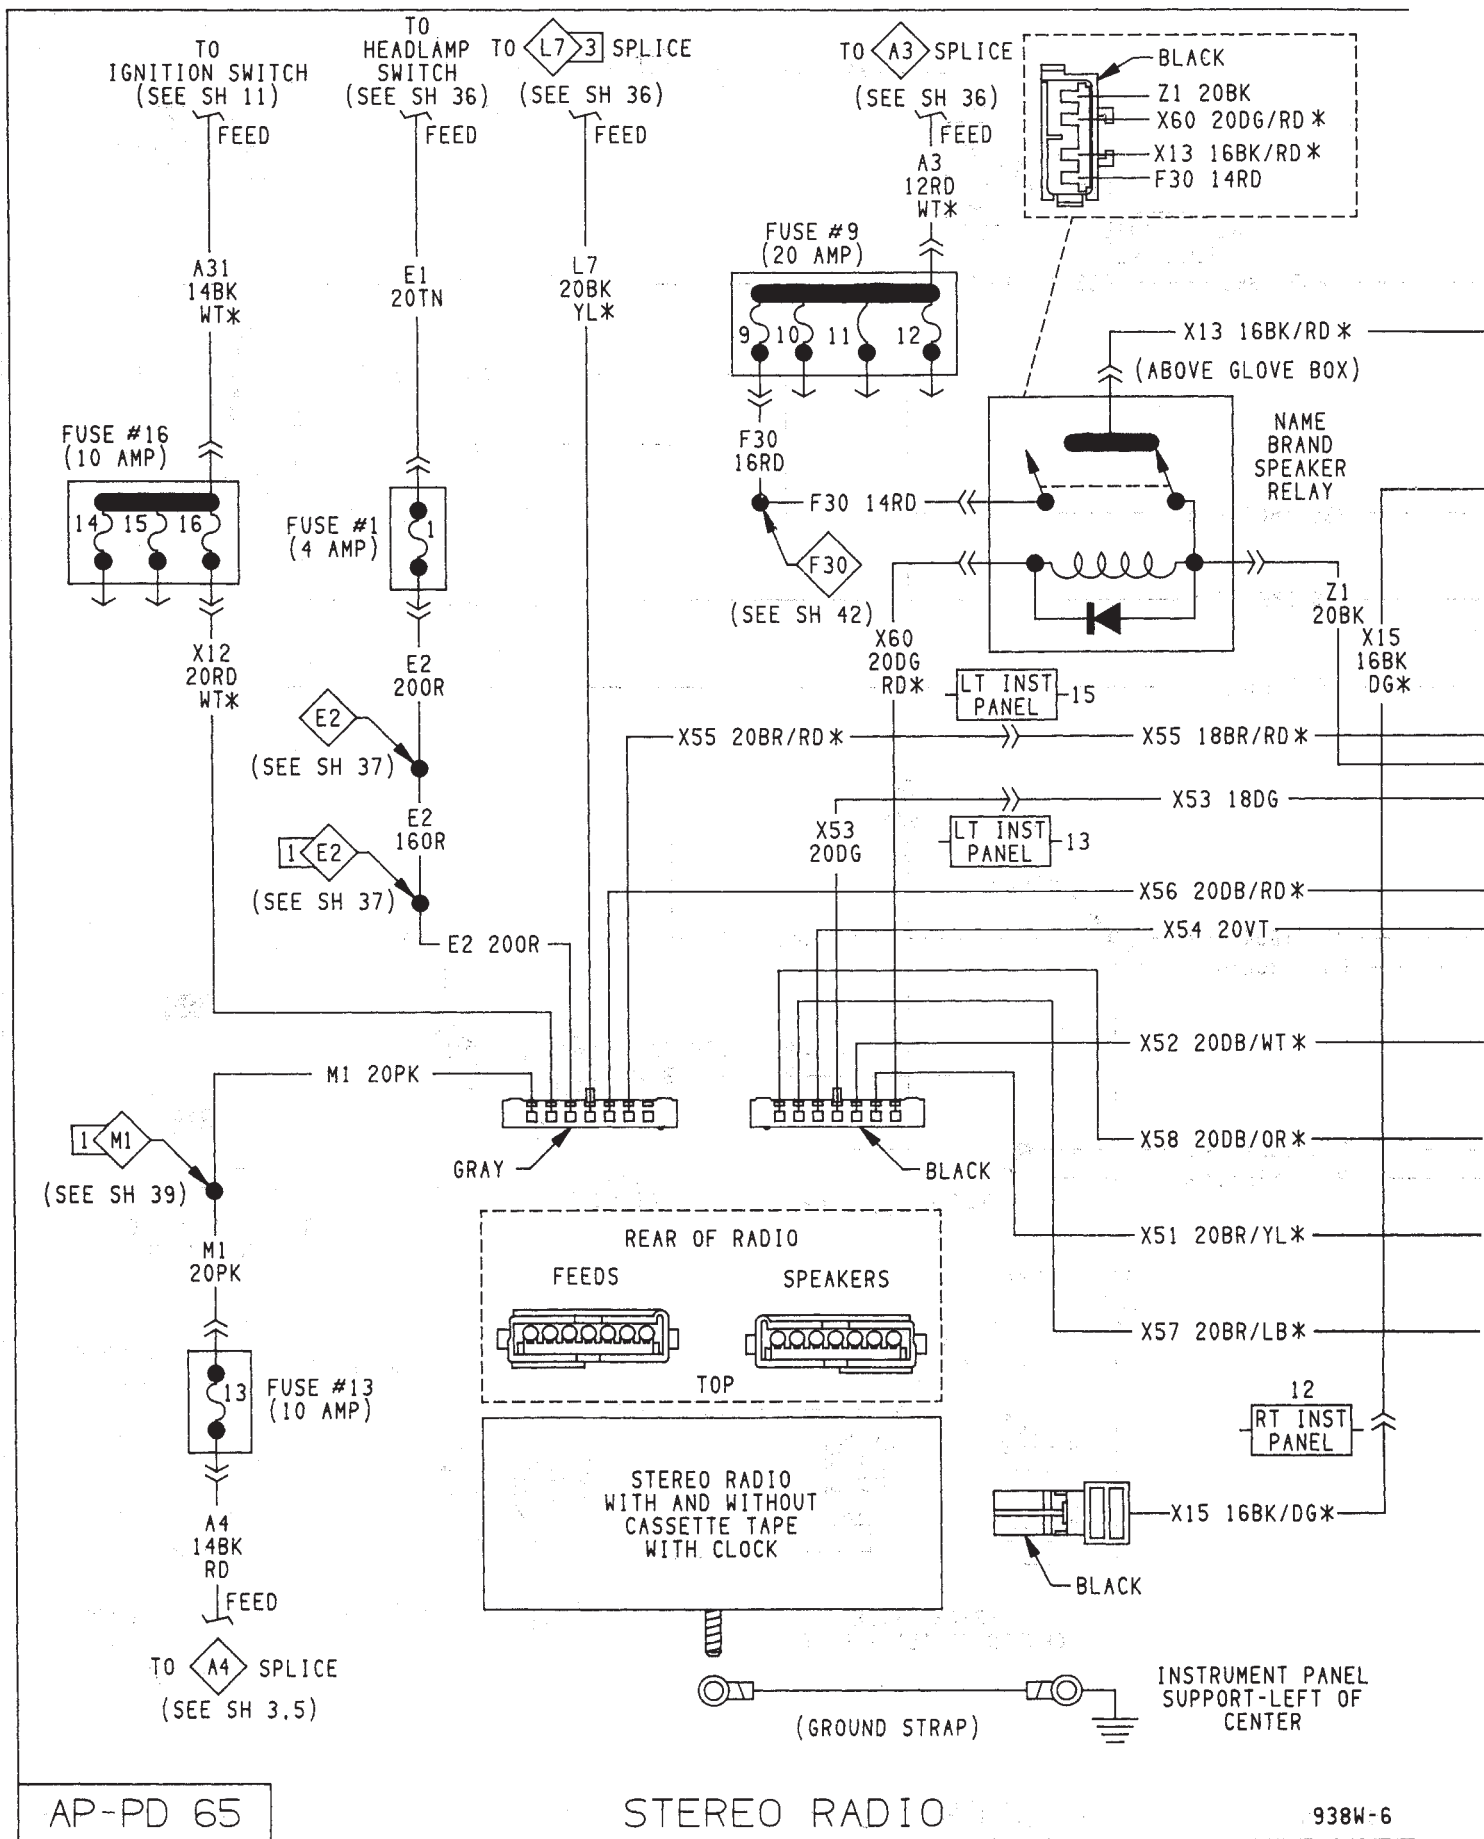 TO
IGNITION SWITCH
(SEE SH 11)
FEED
TO
HEADLAMP
SWITCH
(SEE SH 36)
FEED
TO L7 3 SPLICE
(SEE SH 36)
FEED
TO A3 SPLICE
(SEE SH 36)
FEED
BLACK
Z1 20BK
X60 20DG/RD*
X13 16BK/RD*
F30 14RD
A3
12RD
WT*
FUSE #9
(20 AMP)
9 10 11 12
A31
14BK
WT*
E1
20TN
L7
20BK
YL*
X13 16BK/RD*
(ABOVE GLOVE BOX)
FUSE #16
(10 AMP)
14 15 16
FUSE #1
(4 AMP)
1
F30
16RD
F30 14RD
F30
(SEE SH 42)
NAME
BRAND
SPEAKER
RELAY
Z1
20BK
X15
16BK
DG*
X60
20DG
RD*
LT INST
PANEL
15
X12
20RD
WT*
E2
20OR
E2
(SEE SH 37)
X55 20BR/RD*
X55 18BR/RD*
E2
16OR
1 E2
(SEE SH 37)
X53
20DG
X53 18DG
LT INST
PANEL
13
X56 20DB/RD*
X54 20VT
E2 20OR
X52 20DB/WT*
M1 20PK
1 M1
(SEE SH 39)
GRAY
BLACK
X58 20DB/OR*
M1
20PK
REAR OF RADIO
FEEDS
SPEAKERS
TOP
X51 20BR/YL*
X57 20BR/LB*
13
FUSE #13
(10 AMP)
12
RT INST
PANEL
STEREO RADIO
WITH AND WITHOUT
CASSETTE TAPE
WITH CLOCK
X15 16BK/DG*
BLACK
A4
14BK
RD
FEED
TO A4 SPLICE
(SEE SH 3.5)
(GROUND STRAP)
INSTRUMENT PANEL
SUPPORT-LEFT OF
CENTER
AP-PD 65
STEREO RADIO
938W-6